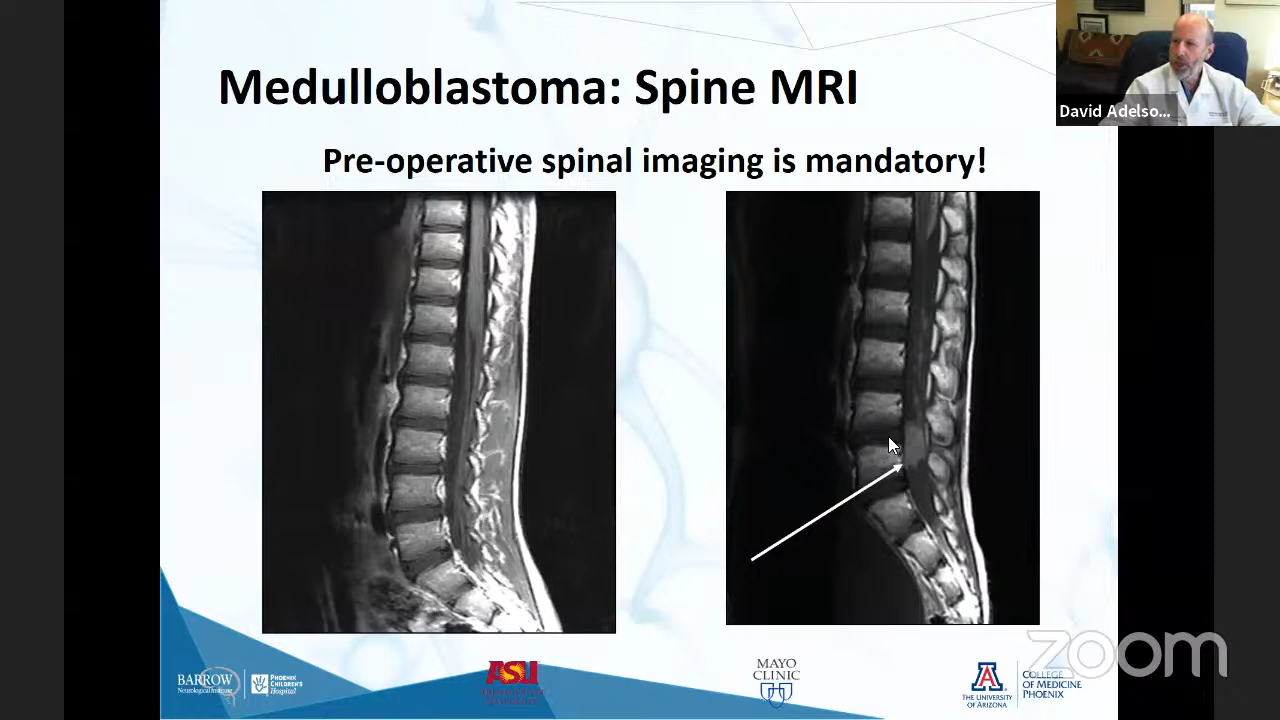 Medulloblastoma: Spine MRI
David Adelso...
Pre-operative spinal imaging is mandatory!
zoom
BARROW
Neurological Institute
PHOENIX
CHILDREN'S
Hospital
ASU
MAYO
CLINIC
A
THE UNIVERSITY
OF ARIZONA
COLLEGE
OF MEDICINE
PHOENIX